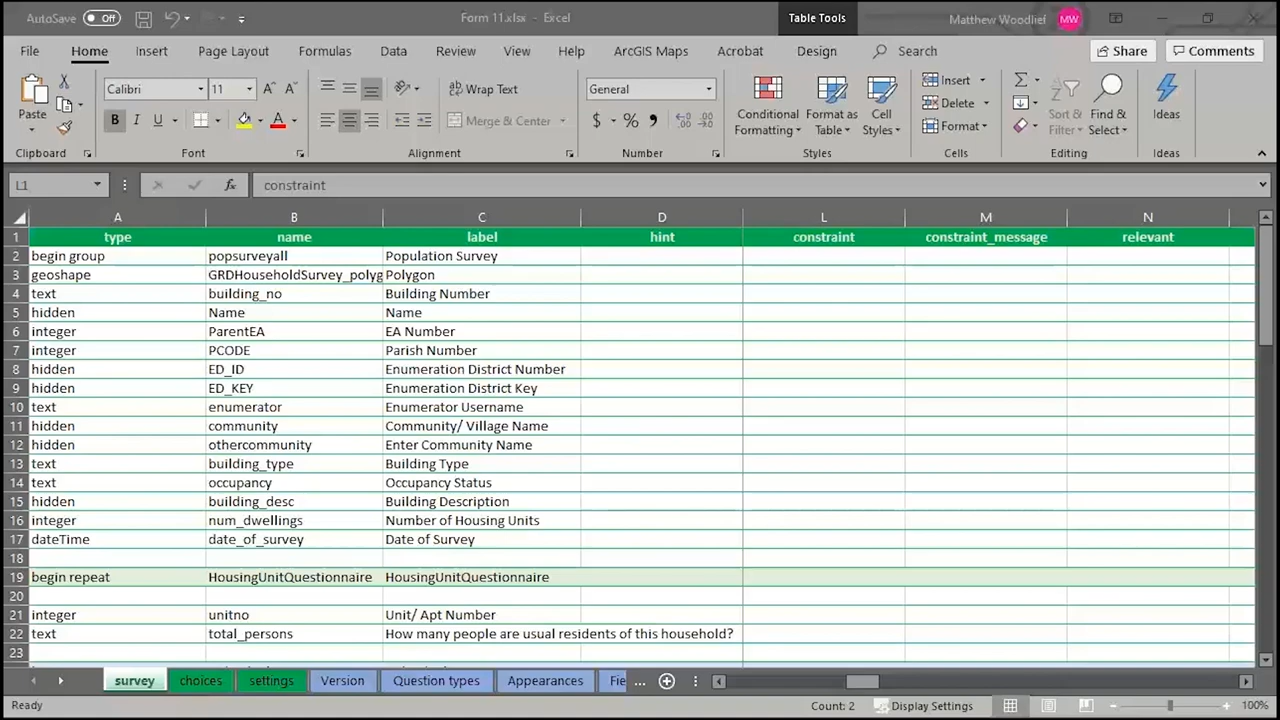 AutoSave Off Form 11.xlsx - Excel Table Tools Matthew Woodlief MW
File Home Insert Page Layout Formulas Data Review View Help ArcGIS Maps Acrobat Design Search Share Comments
Paste Calibri 11 A A Wrap Text General Conditional Formatting Format as Table Cell Styles Insert Sort & Filter Find & Select Ideas
B I U A Merge & Center $ % Delete
Format
Clipboard Font Alignment Number Styles Cells Editing Ideas
L1 fx constraint
A B C D L M N
1 type name label hint constraint constraint_message relevant
2 begin group popsurveyall Population Survey
3 geoshape GRDHouseholdSurvey_polyg Polygon
4 text building_no Building Number
5 hidden Name Name
6 integer ParentEA EA Number
7 integer PCODE Parish Number
8 hidden ED_ID Enumeration District Number
9 hidden ED_KEY Enumeration District Key
10 text enumerator Enumerator Username
11 hidden community Community/ Village Name
12 hidden othercommunity Enter Community Name
13 text building_type Building Type
14 text occupancy Occupancy Status
15 hidden building_desc Building Description
16 integer num_dwellings Number of Housing Units
17 dateTime date_of_survey Date of Survey
18
19 begin repeat HousingUnitQuestionnaire HousingUnitQuestionnaire
20
21 integer unitno Unit/ Apt Number
22 text total_persons How many people are usual residents of this household?
23
survey choices settings Version Question types Appearances Fie ...
Ready Count: 2 Display Settings 100%